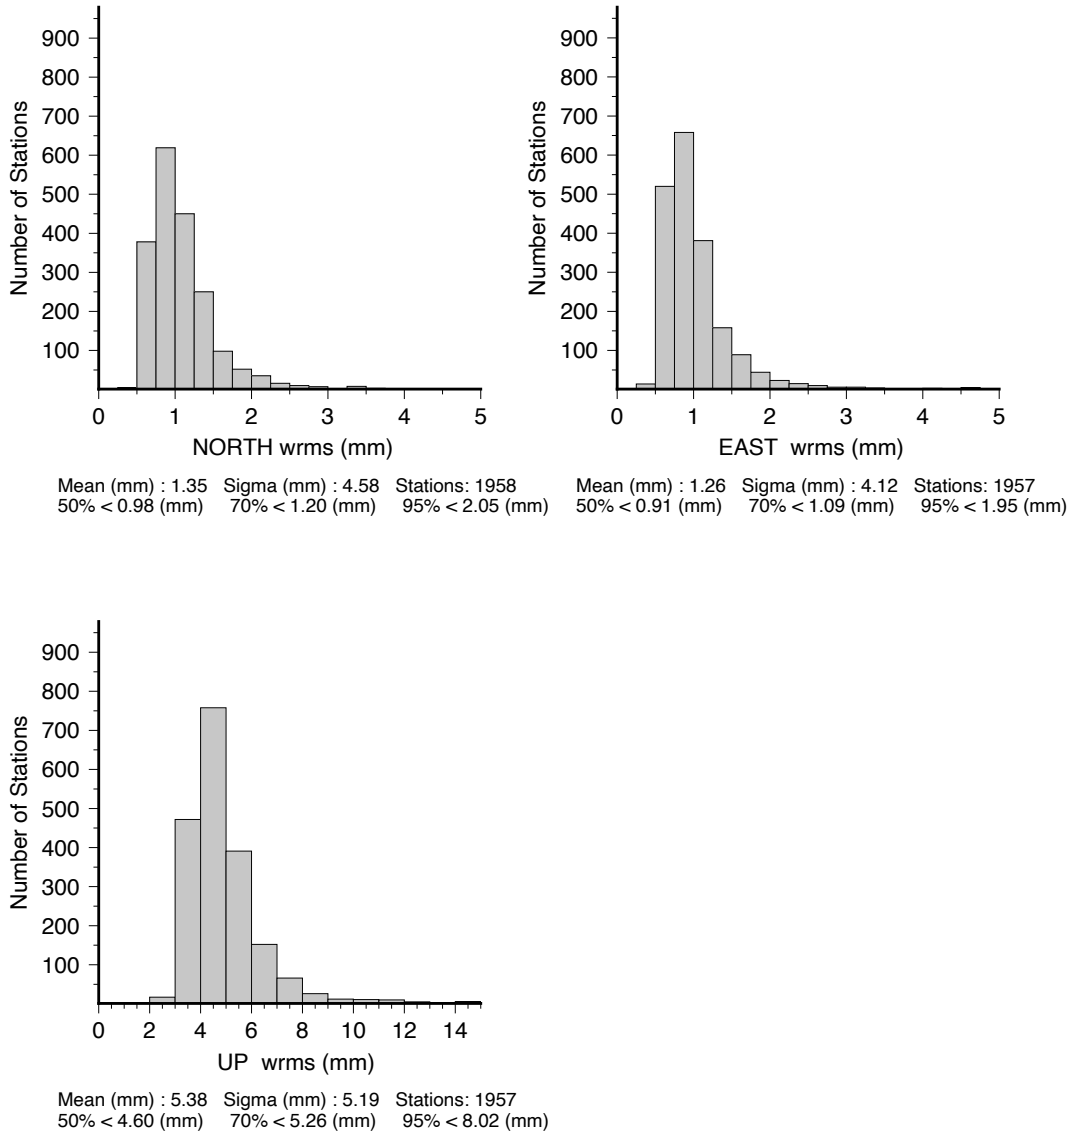 Number of Stations
900
800
700
600
500
400
300
200
100
0 1 2 3 4 5
NORTH wrms (mm)
Mean (mm) : 1.35 Sigma (mm) : 4.58 Stations: 1958
50% < 0.98 (mm) 70% < 1.20 (mm) 95% < 2.05 (mm)
Number of Stations
900
800
700
600
500
400
300
200
100
0 1 2 3 4 5
EAST wrms (mm)
Mean (mm) : 1.26 Sigma (mm) : 4.12 Stations: 1957
50% < 0.91 (mm) 70% < 1.09 (mm) 95% < 1.95 (mm)
Number of Stations
900
800
700
600
500
400
300
200
100
0 2 4 6 8 10 12 14
UP wrms (mm)
Mean (mm) : 5.38 Sigma (mm) : 5.19 Stations: 1957
50% < 4.60 (mm) 70% < 5.26 (mm) 95% < 8.02 (mm)